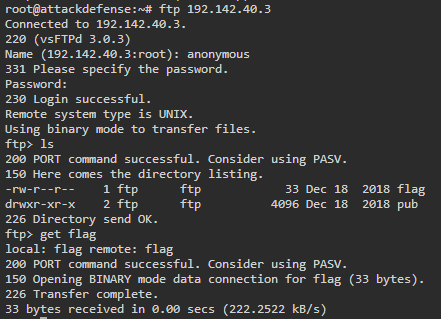 root@attackdefense:~# ftp 192.142.40.3
Connected to 192.142.40.3.
220 (vsFTPd 3.0.3)
Name (192.142.40.3:root): anonymous
331 Please specify the password.
Password:
230 Login successful.
Remote system type is UNIX.
Using binary mode to transfer files.
ftp> ls
200 PORT command successful. Consider using PASV.
150 Here comes the directory listing.
-rw-r--r--    1 ftp      ftp            33 Dec 18  2018 flag
drwxr-xr-x    2 ftp      ftp          4096 Dec 18  2018 pub
226 Directory send OK.
ftp> get flag
local: flag remote: flag
200 PORT command successful. Consider using PASV.
150 Opening BINARY mode data connection for flag (33 bytes).
226 Transfer complete.
33 bytes received in 0.00 secs (222.2522 kB/s)